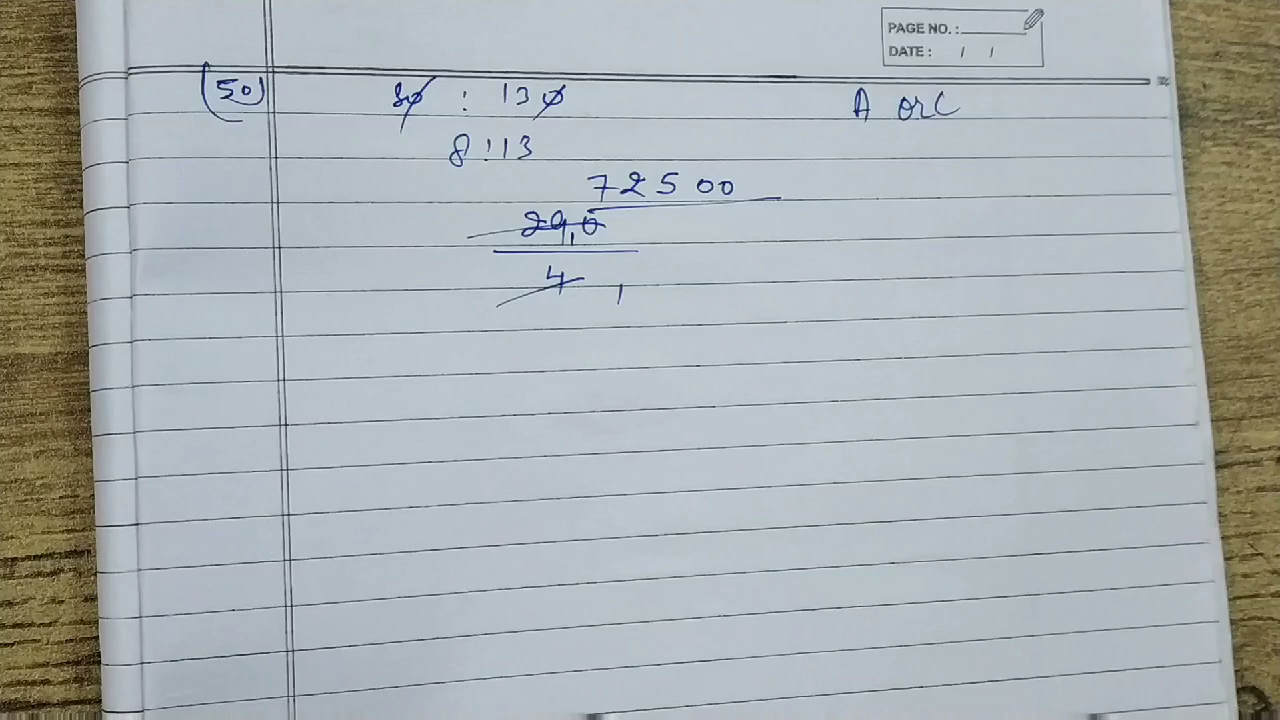 PAGE NO. :
DATE : / /
(50) 80 : 130 A or C
8:13
72500
29,0
4 ,